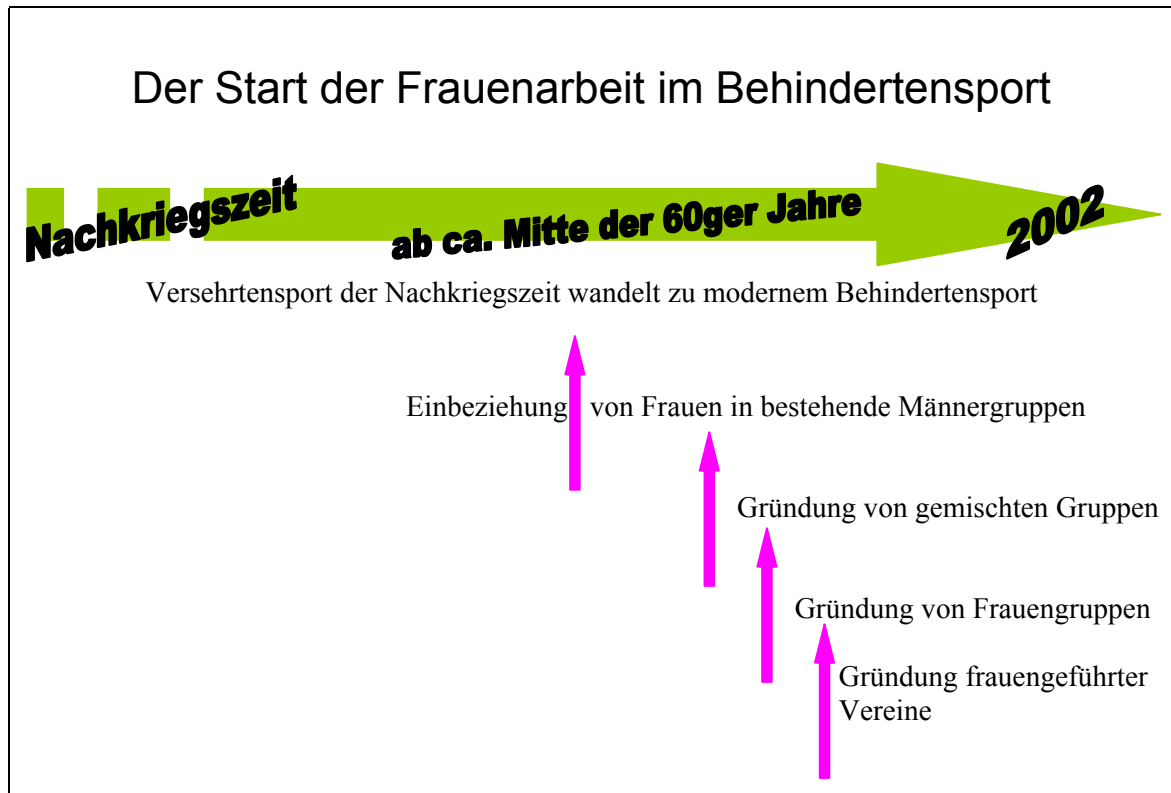 Der Start der Frauenarbeit im Behindertensport
Nachkriegszeit
ab ca. Mitte der 60ger Jahre
2002
Versehrtensport der Nachkriegszeit wandelt zu modernem Behindertensport
Einbeziehung von Frauen in bestehende Männergruppen
Gründung von gemischten Gruppen
Gründung von Frauengruppen
Gründung frauengeführter
Vereine